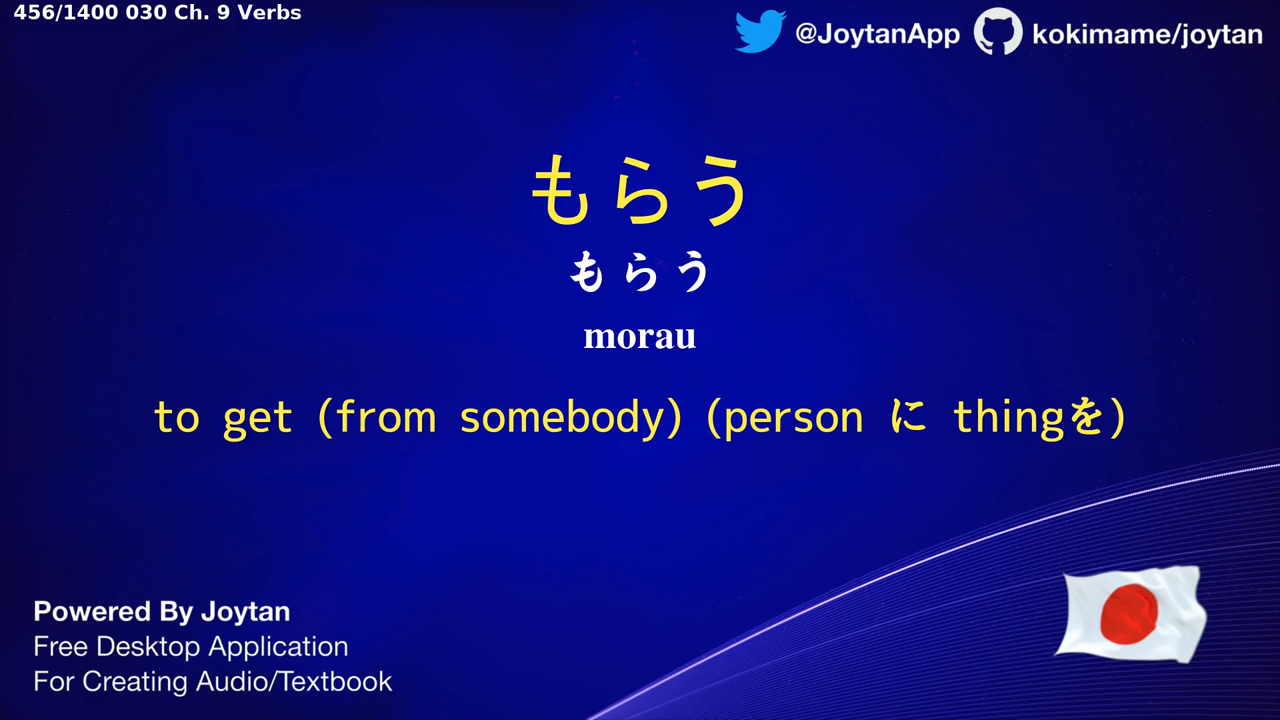 456/1400 030 Ch. 9 Verbs
@JoytanApp kokimame/joytan
もらう
もらう
morau
to get (from somebody) (person に thingを)
Powered By Joytan
Free Desktop Application
For Creating Audio/Textbook